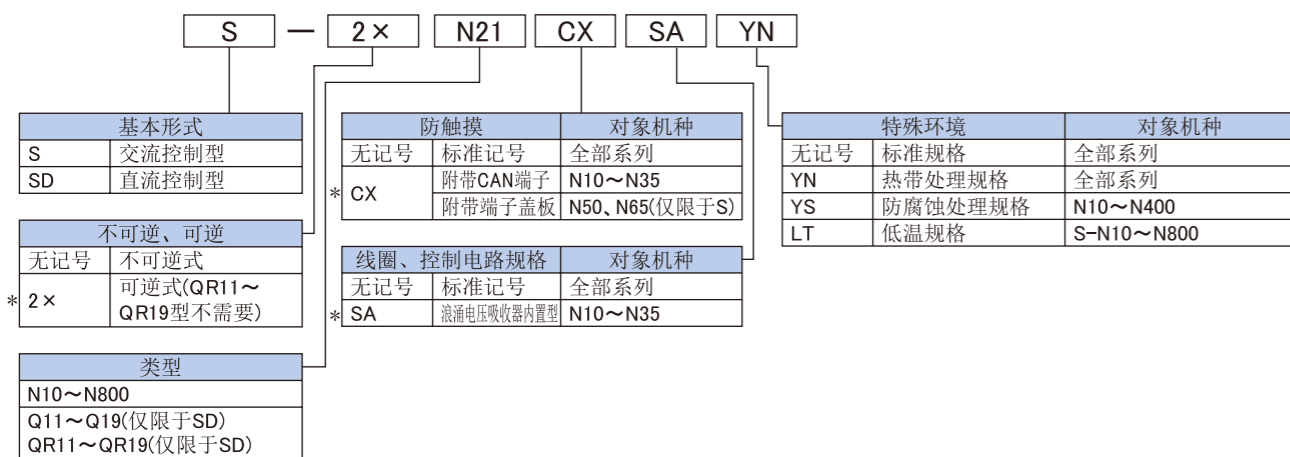 S — 2× N21 CX SA YN
基本形式
S 交流控制型
SD 直流控制型
不可逆、可逆
无记号 不可逆式
* 2× 可逆式(QR11～
QR19型不需要)
类型
N10～N800
Q11～Q19(仅限于SD)
QR11～QR19(仅限于SD)
防触摸 对象机种
无记号 标准记号 全部系列
* CX 附带CAN端子 N10～N35
附带端子盖板 N50、N65(仅限于S)
线圈、控制电路规格 对象机种
无记号 标准记号 全部系列
* SA 浪涌电压吸收器内置型 N10～N35
特殊环境 对象机种
无记号 标准规格 全部系列
YN 热带处理规格 全部系列
YS 防腐蚀处理规格 N10～N400
LT 低温规格 S-N10～N800